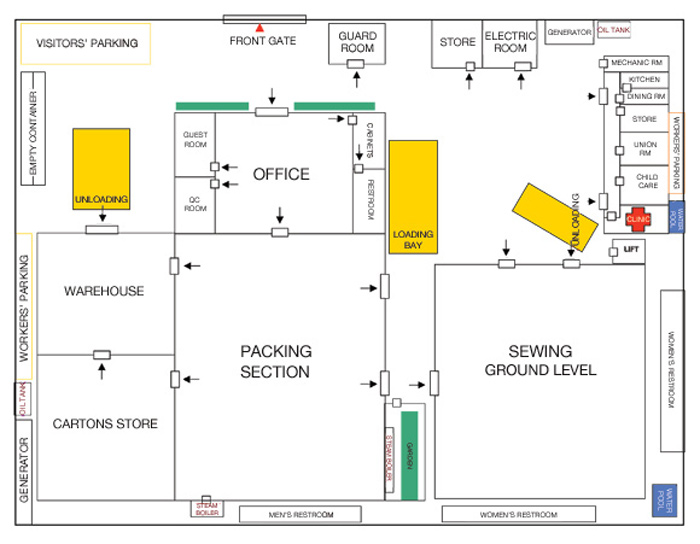 VISITORS' PARKING
FRONT GATE
GUARD
ROOM
STORE
ELECTRIC
ROOM
GENERATOR
OIL TANK
MECHANIC RM
KITCHEN
DINING RM
STORE
UNION
RM
CHILD
CARE
CLINIC
WORKERS' PARKING
WATER
POOL
EMPTY CONTAINER
UNLOADING
GUEST
ROOM
QC
ROOM
OFFICE
CABINETS
RESTROOM
LOADING
BAY
UNLOADING
LIFT
WORKERS' PARKING
WAREHOUSE
PACKING
SECTION
SEWING
GROUND LEVEL
WOMEN'S RESTROOM
OIL TANK
CARTONS STORE
GENERATOR
STEAM BOILER
GARDEN
STEAM
BOILER
MEN'S RESTROOM
WOMEN'S RESTROOM
WATER
POOL